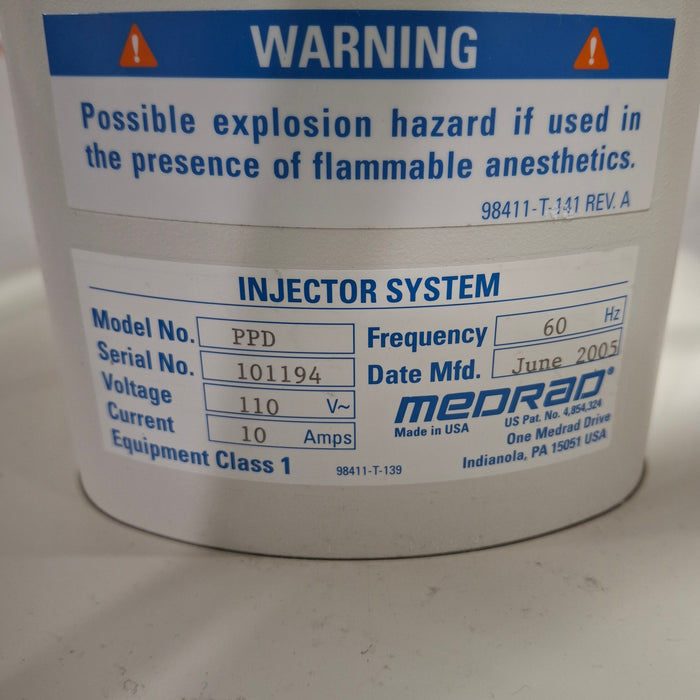 WARNING
Possible explosion hazard if used in
the presence of flammable anesthetics.
98411-T-141 REV. A
INJECTOR SYSTEM
Model No. PPD
Serial No. 101194
Voltage 110 V~
Current 10 Amps
Equipment Class 1
98411-T-139
Frequency 60 Hz
Date Mfd. June 2005
MEDRAD®
Made in USA
US Pat. No. 4,854,324
One Medrad Drive
Indianola, PA 15051 USA